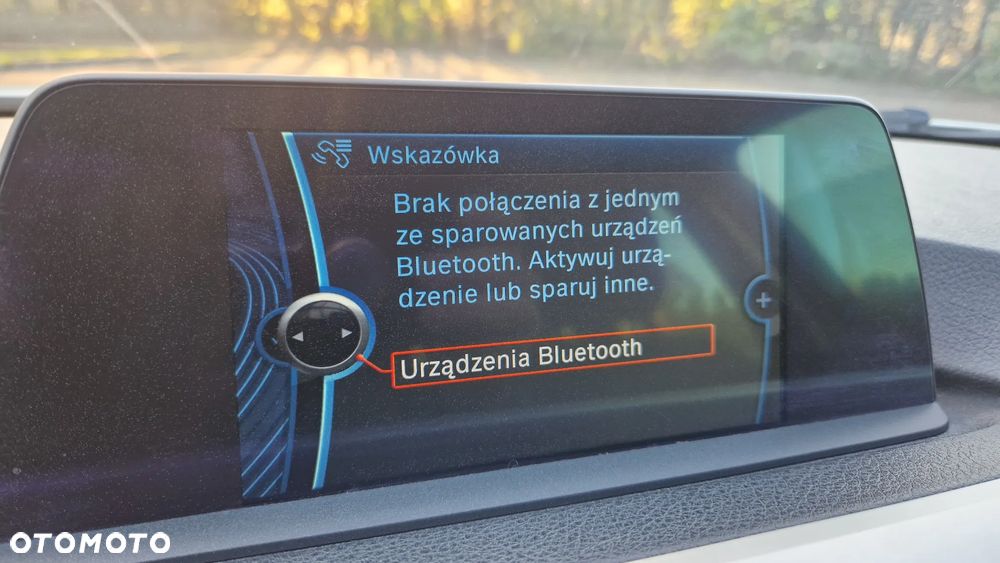 Wskazówka
Brak połączenia z jednym
ze sparowanych urządzeń
Bluetooth. Aktywuj urzą-
dzenie lub sparuj inne.
Urządzenia Bluetooth
OTOMOTO